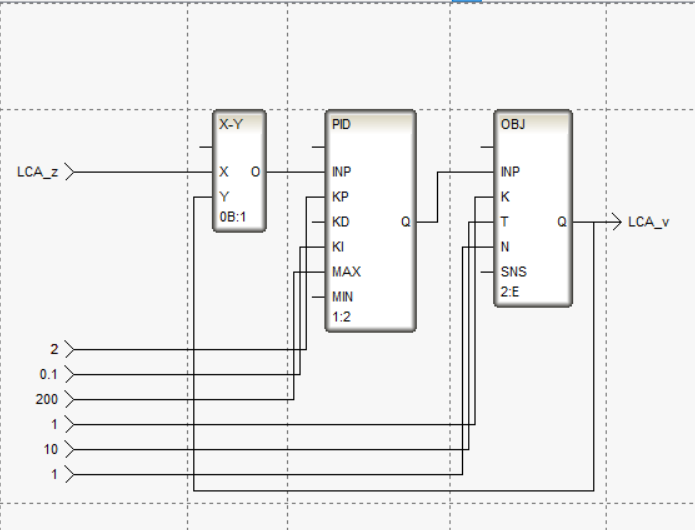 X-Y
PID
OBJ
LCA_z
X
O
INP
INP
Y
KP
K
0B:1
KD
Q
T
Q
LCA_v
KI
N
MAX
SNS
MIN
2:E
1:2
2
0.1
200
1
10
1